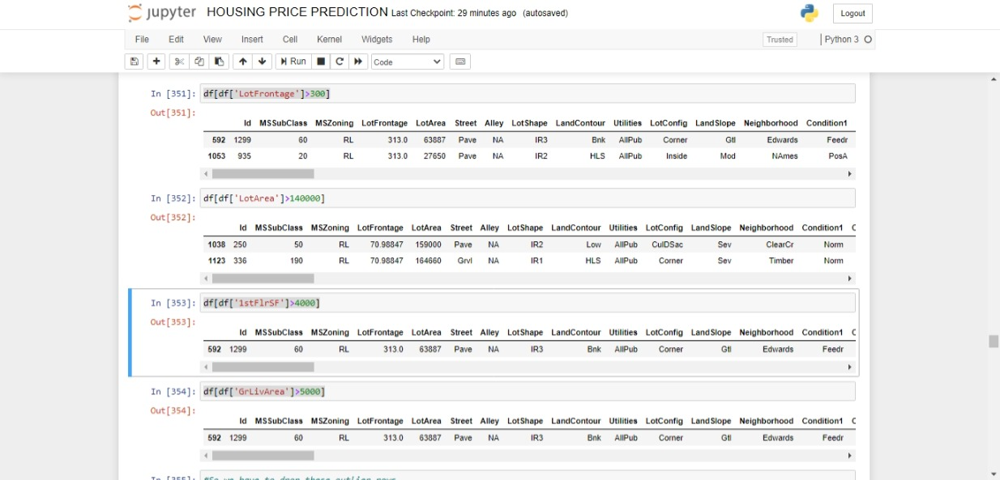 jupyter HOUSING PRICE PREDICTION Last Checkpoint: 29 minutes ago (autosaved) Logout
File Edit View Insert Cell Kernel Widgets Help Trusted Python 3
Run Code
In [351]: df[df['LotFrontage']>300]
Out[351]:
Id MSSubClass MSZoning LotFrontage LotArea Street Alley LotShape LandContour Utilities LotConfig LandSlope Neighborhood Condition1
592 1299 60 RL 313.0 63887 Pave NA IR3 Bnk AllPub Corner Gtl Edwards Feedr
1053 935 20 RL 313.0 27650 Pave NA IR2 HLS AllPub Inside Mod NAmes PosA
In [352]: df[df['LotArea']>140000]
Out[352]:
Id MSSubClass MSZoning LotFrontage LotArea Street Alley LotShape LandContour Utilities LotConfig LandSlope Neighborhood Condition1 C
1038 250 50 RL 70.98847 159000 Pave NA IR2 Low AllPub CulDSac Sev ClearCr Norm
1123 336 190 RL 70.98847 164660 Grvl NA IR1 HLS AllPub Corner Sev Timber Norm
In [353]: df[df['1stFlrSF']>4000]
Out[353]:
Id MSSubClass MSZoning LotFrontage LotArea Street Alley LotShape LandContour Utilities LotConfig LandSlope Neighborhood Condition1 C
592 1299 60 RL 313.0 63887 Pave NA IR3 Bnk AllPub Corner Gtl Edwards Feedr
In [354]: df[df['GrLivArea']>5000]
Out[354]:
Id MSSubClass MSZoning LotFrontage LotArea Street Alley LotShape LandContour Utilities LotConfig LandSlope Neighborhood Condition1 C
592 1299 60 RL 313.0 63887 Pave NA IR3 Bnk AllPub Corner Gtl Edwards Feedr
In [355]: #So we have to drop these outlier rows